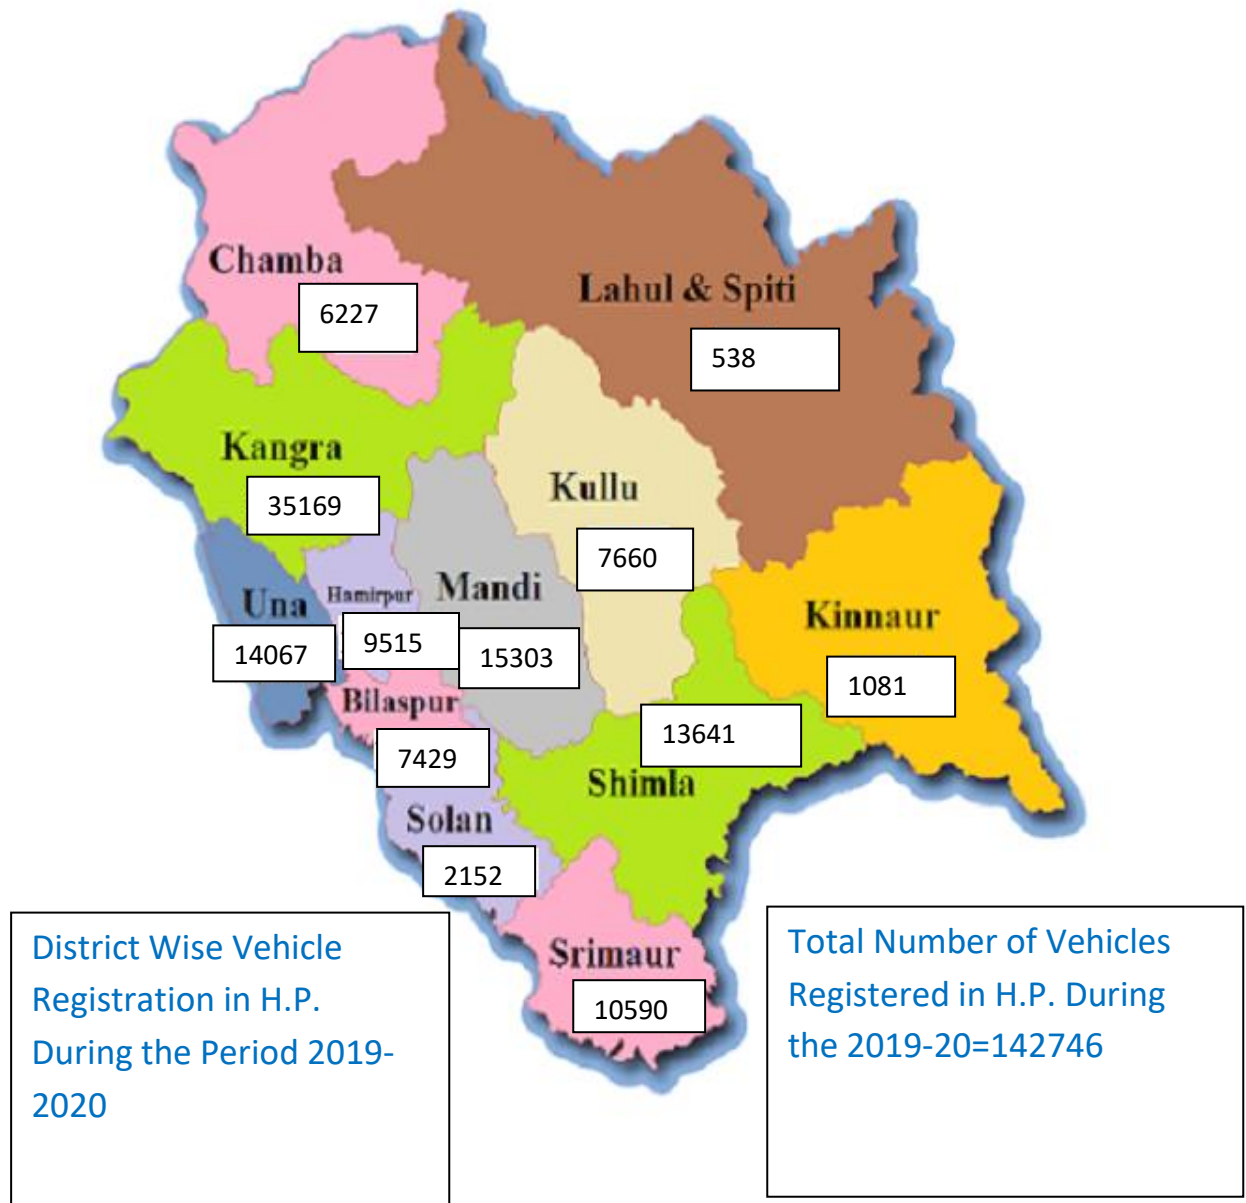 Chamba
6227
Lahul & Spiti
538
Kangra
35169
Kullu
7660
Una
14067
Hamirpur
9515
Mandi
15303
Kinnaur
1081
Bilaspur
7429
13641
Shimla
Solan
2152
Srimaur
10590
District Wise Vehicle
Registration in H.P.
During the Period 2019-
2020
Total Number of Vehicles
Registered in H.P. During
the 2019-20=142746